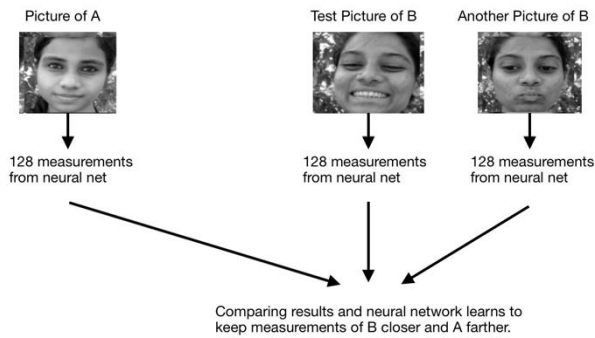 Picture of A
Test Picture of B
Another Picture of B
128 measurements
from neural net
128 measurements
from neural net
128 measurements
from neural net
Comparing results and neural network learns to
keep measurements of B closer and A farther.